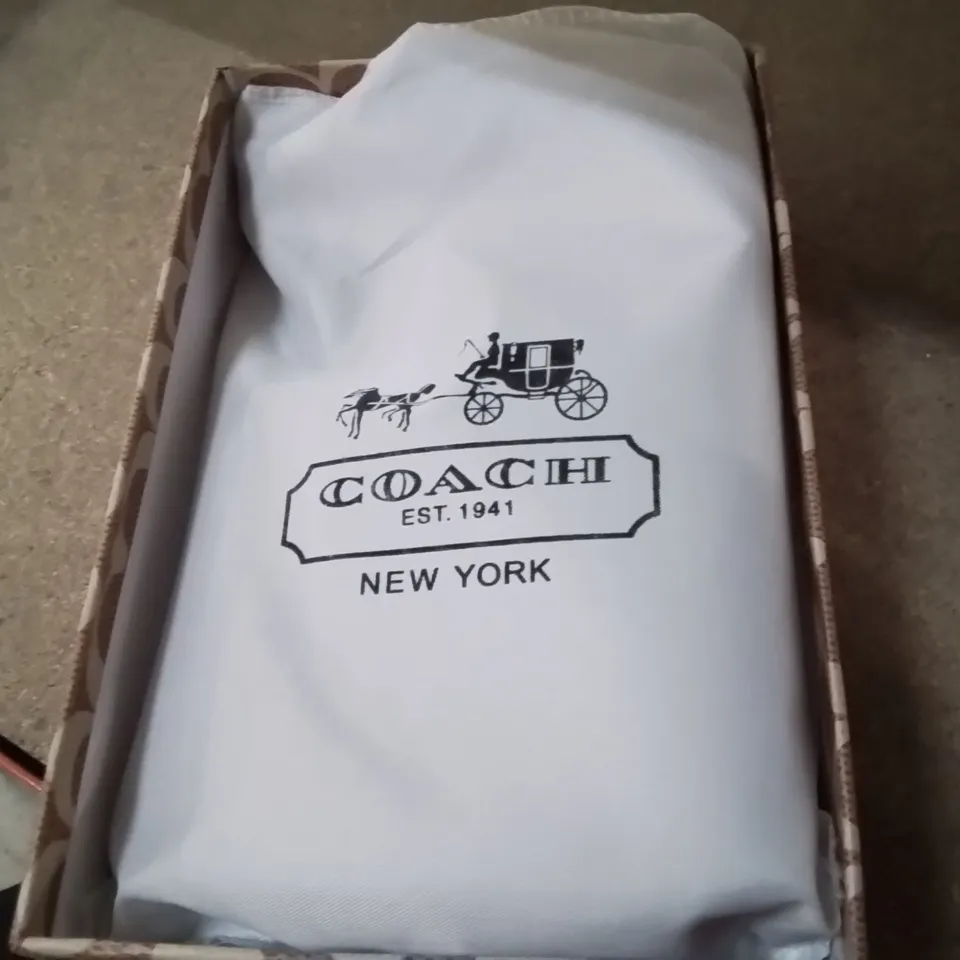 COACH
EST. 1941
NEW YORK